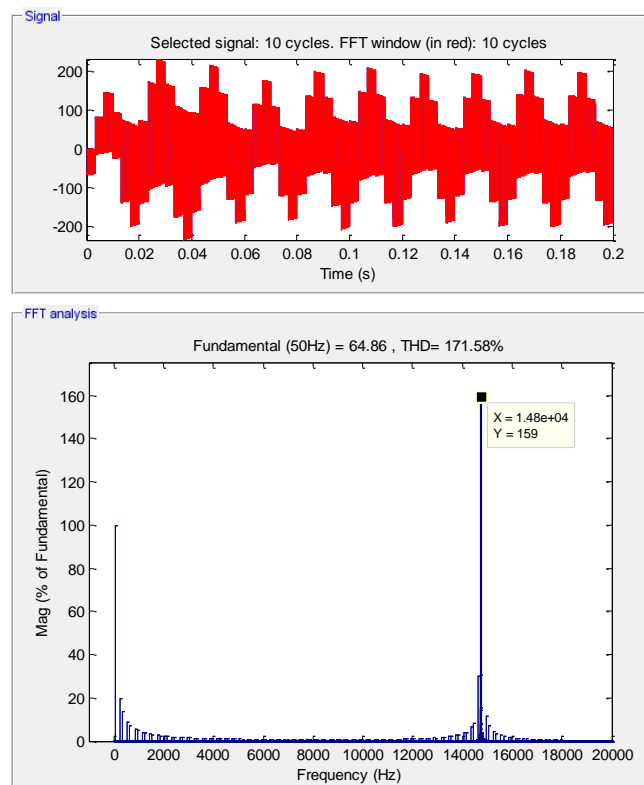 Signal
Selected signal: 10 cycles. FFT window (in red): 10 cycles
200
100
0
-100
-200
0 0.02 0.04 0.06 0.08 0.1 0.12 0.14 0.16 0.18 0.2
Time (s)
FFT analysis
Fundamental (50Hz) = 64.86 , THD= 171.58%
160
140
120
100
80
60
40
20
0
X = 1.48e+04
Y = 159
Mag (% of Fundamental)
0 2000 4000 6000 8000 10000 12000 14000 16000 18000 20000
Frequency (Hz)